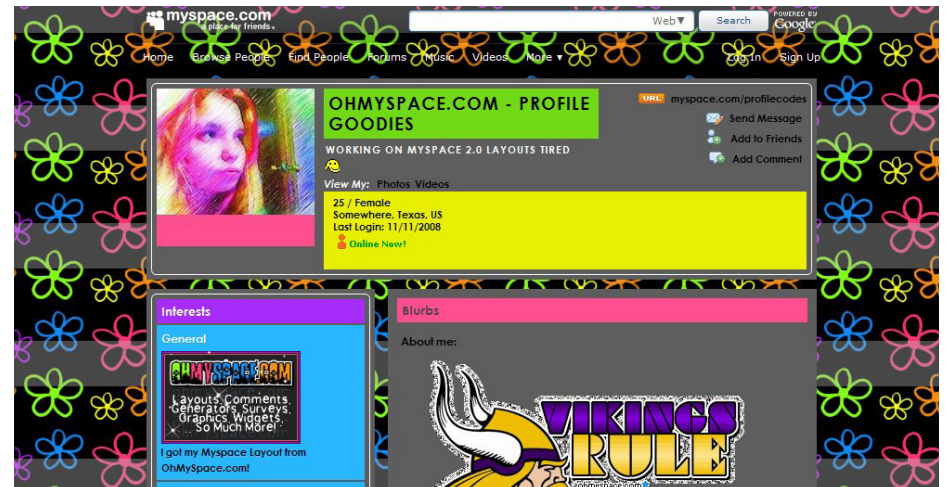 myspace.com
a place for friends.
Web▼
Search
POWERED BY
Google
Home Browse People Find People Forums Music Videos More ▾ Log In Sign Up
OHMYSPACE.COM - PROFILE
GOODIES
WORKING ON MYSPACE 2.0 LAYOUTS TIRED
View My: Photos Videos
25 / Female
Somewhere, Texas, US
Last Login: 11/11/2008
Online Now!
URL myspace.com/profilecodes
Send Message
Add to Friends
Add Comment
Interests
General
OHMYSPACE.COM
Layouts, Comments,
Generators, Surveys,
Graphics, Widgets
So Much More!
I got my Myspace Layout from
OhMySpace.com!
Blurbs
About me:
VIKINGS
RULE
ohmyspace.com